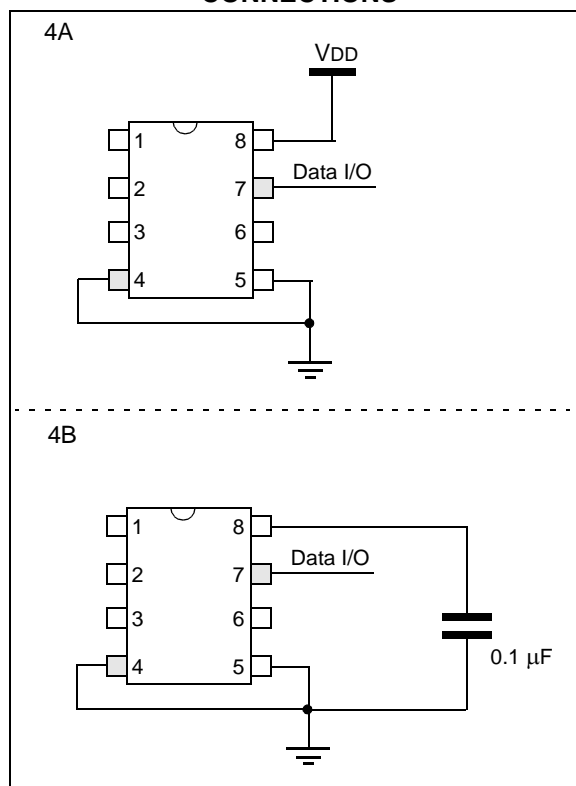 CONNECTIONS
4A
VDD
1 8
Data I/O
2 7
3 6
4 5
4B
1 8
Data I/O
2 7
3 6
4 5
0.1 μF